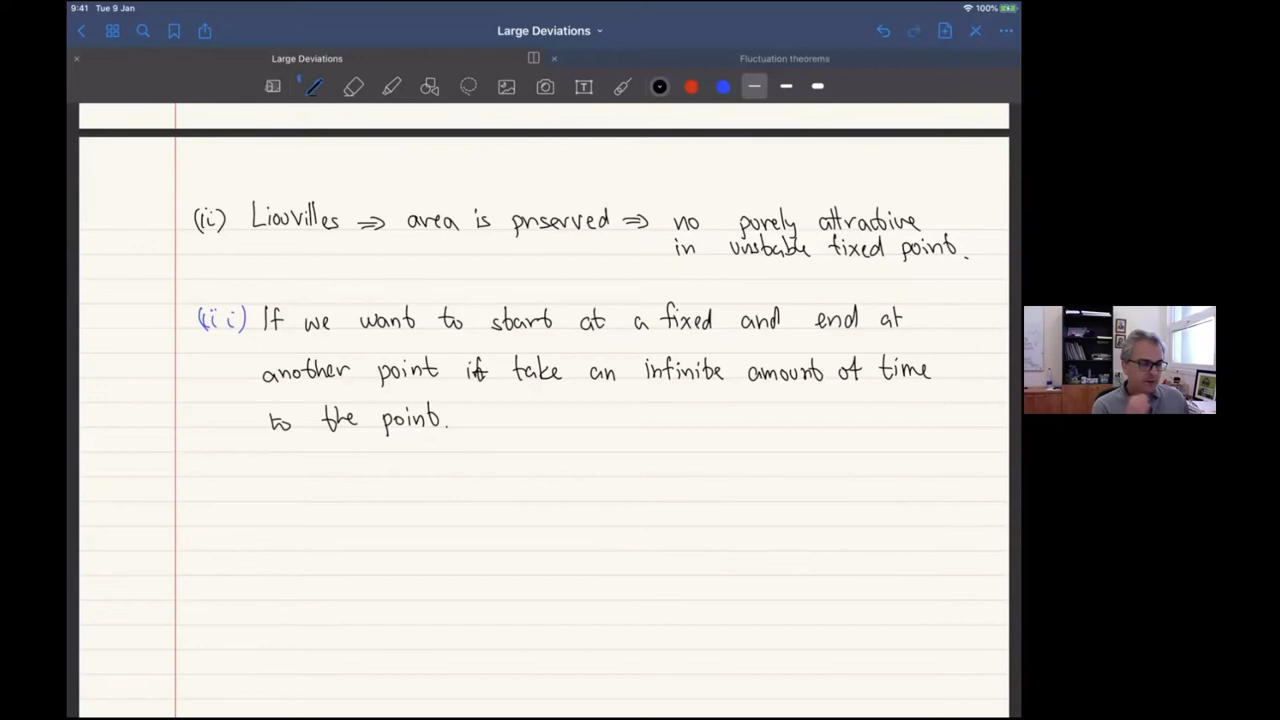 9:41 Tue 9 Jan
100%
Large Deviations
Large Deviations
Fluctuation theorems
(ii) Liouvilles ⇒ area is prserved ⇒ no purely attractive
in unstable fixed point.
(iii) If we want to start at a fixed and end at
another point it take an infinite amount of time
to the point.